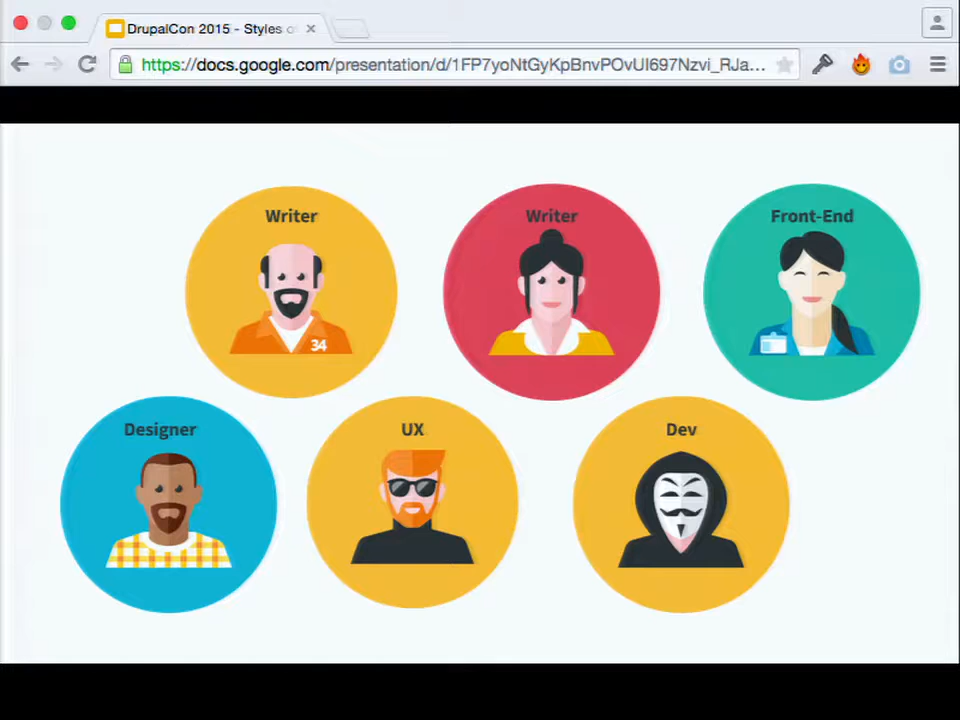 DrupalCon 2015 - Styles o
https://docs.google.com/presentation/d/1FP7yoNtGyKpBnvPOvUI697Nzvi_RJa...
Writer
Writer
Front-End
34
Designer
UX
Dev